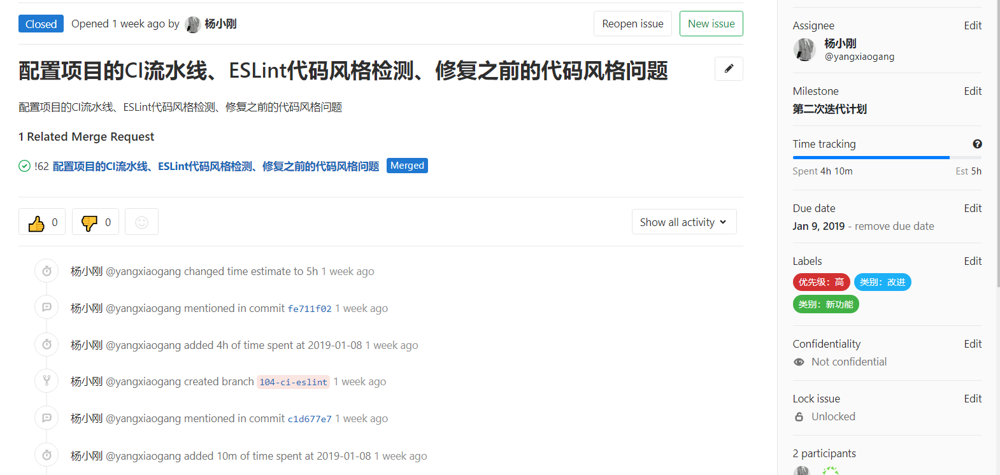 Closed Opened 1 week ago by 杨小刚 Reopen issue New issue
配置项目的CI流水线、ESLint代码风格检测、修复之前的代码风格问题
配置项目的CI流水线、ESLint代码风格检测、修复之前的代码风格问题
1 Related Merge Request
!62 配置项目的CI流水线、ESLint代码风格检测、修复之前的代码风格问题 Merged
0 0 Show all activity
杨小刚 @yangxiaogang changed time estimate to 5h 1 week ago
杨小刚 @yangxiaogang mentioned in commit fe711f02 1 week ago
杨小刚 @yangxiaogang added 4h of time spent at 2019-01-08 1 week ago
杨小刚 @yangxiaogang created branch 104-ci-eslint 1 week ago
杨小刚 @yangxiaogang mentioned in commit c1d677e7 1 week ago
杨小刚 @yangxiaogang added 10m of time spent at 2019-01-08 1 week ago
Assignee Edit
杨小刚
@yangxiaogang
Milestone Edit
第二次迭代计划
Time tracking
Spent 4h 10m Est 5h
Due date Edit
Jan 9, 2019 - remove due date
Labels Edit
优先级：高 类别：改进
类别：新功能
Confidentiality Edit
Not confidential
Lock issue Edit
Unlocked
2 participants